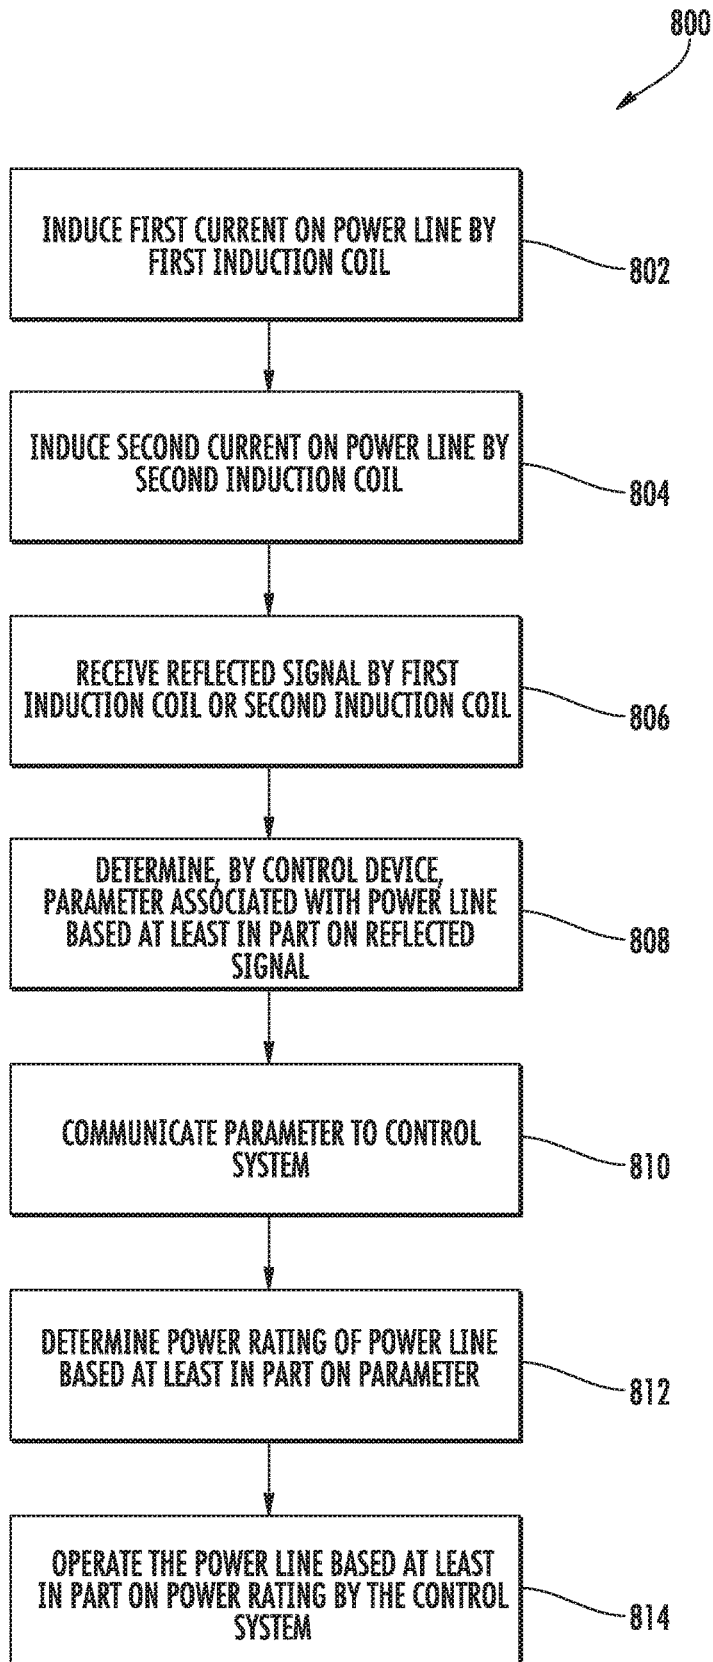 800
INDUCE FIRST CURRENT ON POWER LINE BY
FIRST INDUCTION COIL
802
INDUCE SECOND CURRENT ON POWER LINE BY
SECOND INDUCTION COIL
804
RECEIVE REFLECTED SIGNAL BY FIRST
INDUCTION COIL OR SECOND INDUCTION COIL
806
DETERMINE, BY CONTROL DEVICE,
PARAMETER ASSOCIATED WITH POWER LINE
BASED AT LEAST IN PART ON REFLECTED
SIGNAL
808
COMMUNICATE PARAMETER TO CONTROL
SYSTEM
810
DETERMINE POWER RATING OF POWER LINE
BASED AT LEAST IN PART ON PARAMETER
812
OPERATE THE POWER LINE BASED AT LEAST
IN PART ON POWER RATING BY THE CONTROL
SYSTEM
814